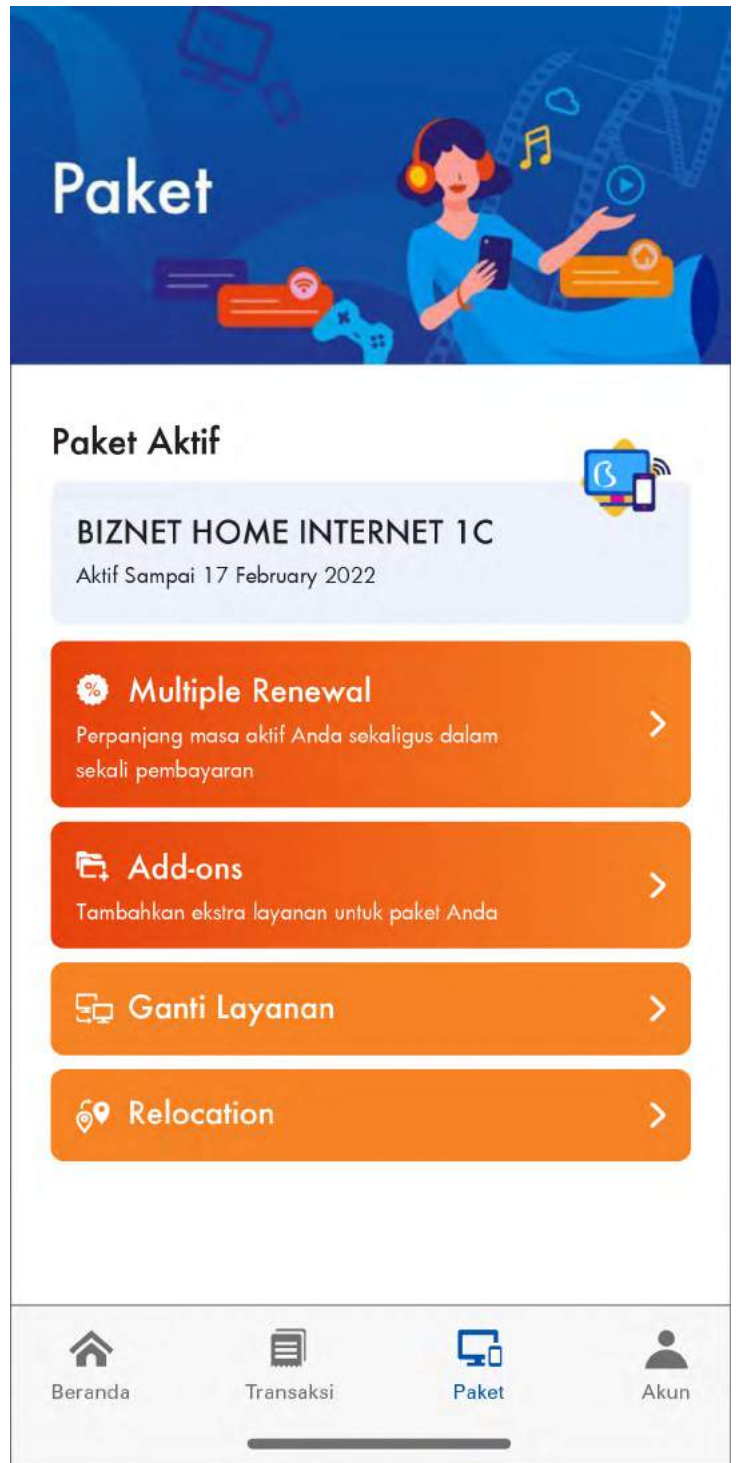 Paket
Paket Aktif
BIZNET HOME INTERNET 1C
Aktif Sampai 17 February 2022
Multiple Renewal
Perpanjang masa aktif Anda sekaligus dalam
sekali pembayaran
Add-ons
Tambahkan ekstra layanan untuk paket Anda
Ganti Layanan
Relocation
Beranda
Transaksi
Paket
Akun